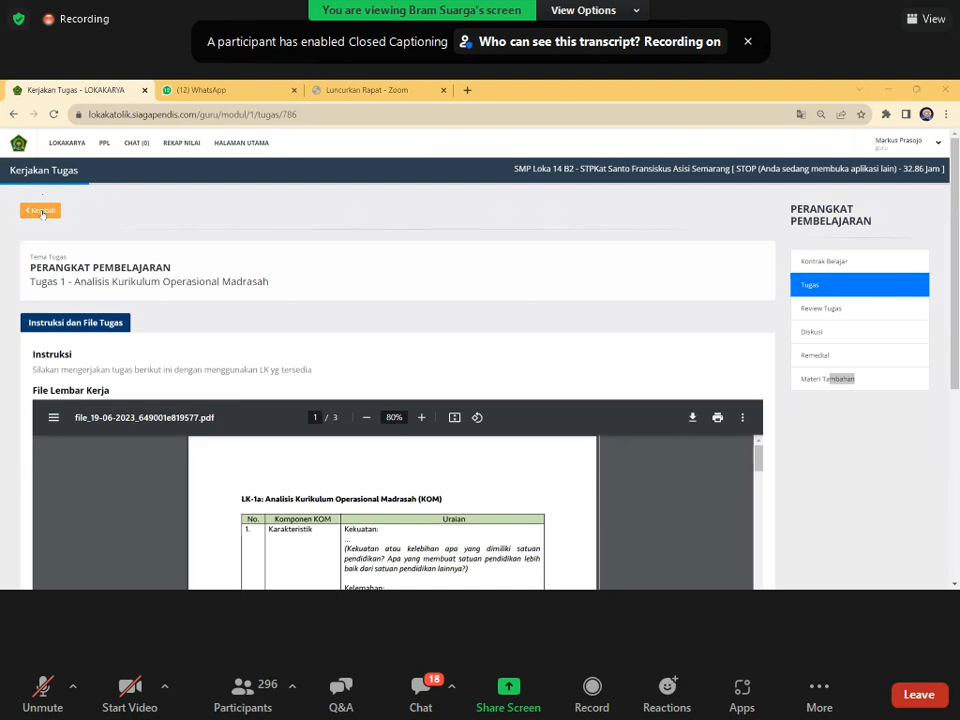 You are viewing Bram Suarga's screen
View Options
Recording
View
A participant has enabled Closed Captioning
Who can see this transcript? Recording on
Kerjakan Tugas - LOKAKARYA
(12) WhatsApp
Luncurkan Rapat - Zoom
lokakatolik.siagapendis.com/guru/modul/1/tugas/786
LOKAKARYA PPL CHAT (0) REKAP NILAI HALAMAN UTAMA
Markus Prasojo
guru
Kerjakan Tugas
SMP Loka 14 B2 - STPKat Santo Fransiskus Asisi Semarang [ STOP (Anda sedang membuka aplikasi lain) - 32.86 Jam ]
Kembali
PERANGKAT
PEMBELAJARAN
Tema Tugas
PERANGKAT PEMBELAJARAN
Tugas 1 - Analisis Kurikulum Operasional Madrasah
Kontrak Belajar
Tugas
Review Tugas
Diskusi
Remedial
Materi Tambahan
Instruksi dan File Tugas
Instruksi
Silakan mengerjakan tugas berikut ini dengan menggunakan LK yg tersedia
File Lembar Kerja
file_19-06-2023_649001e819577.pdf
1 / 3
80%
LK-1a: Analisis Kurikulum Operasional Madrasah (KOM)
No. Komponen KOM Uraian
1. Karakteristik Kekuatan:
...
(Kekuatan atau kelebihan apa yang dimiliki satuan
pendidikan? Apa yang membuat satuan pendidikan lebih
baik dari satuan pendidikan lainnya?)
Kelemahan:
Unmute
Start Video
296
Participants
Q&A
18
Chat
Share Screen
Record
Reactions
Apps
More
Leave